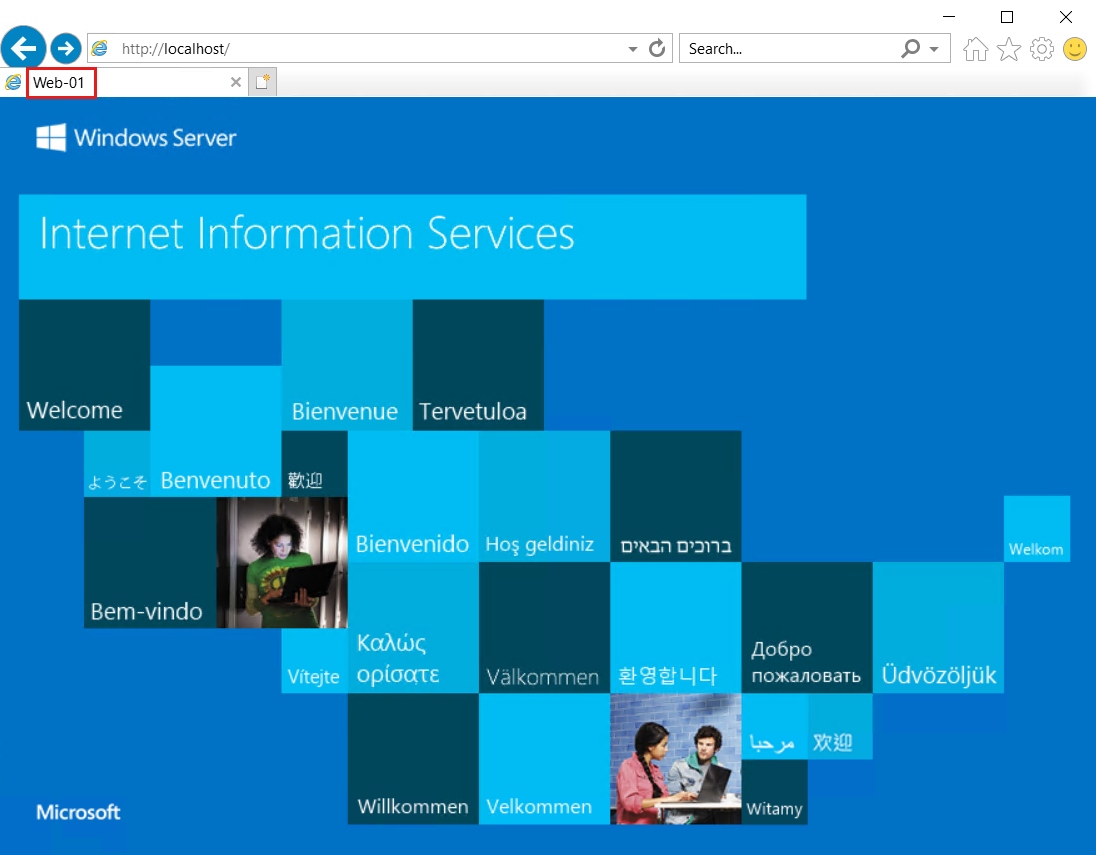 http://localhost/
Search...
Web-01
Windows Server
Internet Information Services
Welcome
Bienvenue
Tervetuloa
ようこそ
Benvenuto
歡迎
Bienvenido
Hoş geldiniz
ברוכים הבאים
Welkom
Bem-vindo
Vítejte
Καλώς
ορίσατε
Välkommen
환영합니다
Добро
пожаловать
Üdvözöljük
مرحبا
欢迎
Willkommen
Velkommen
Witamy
Microsoft